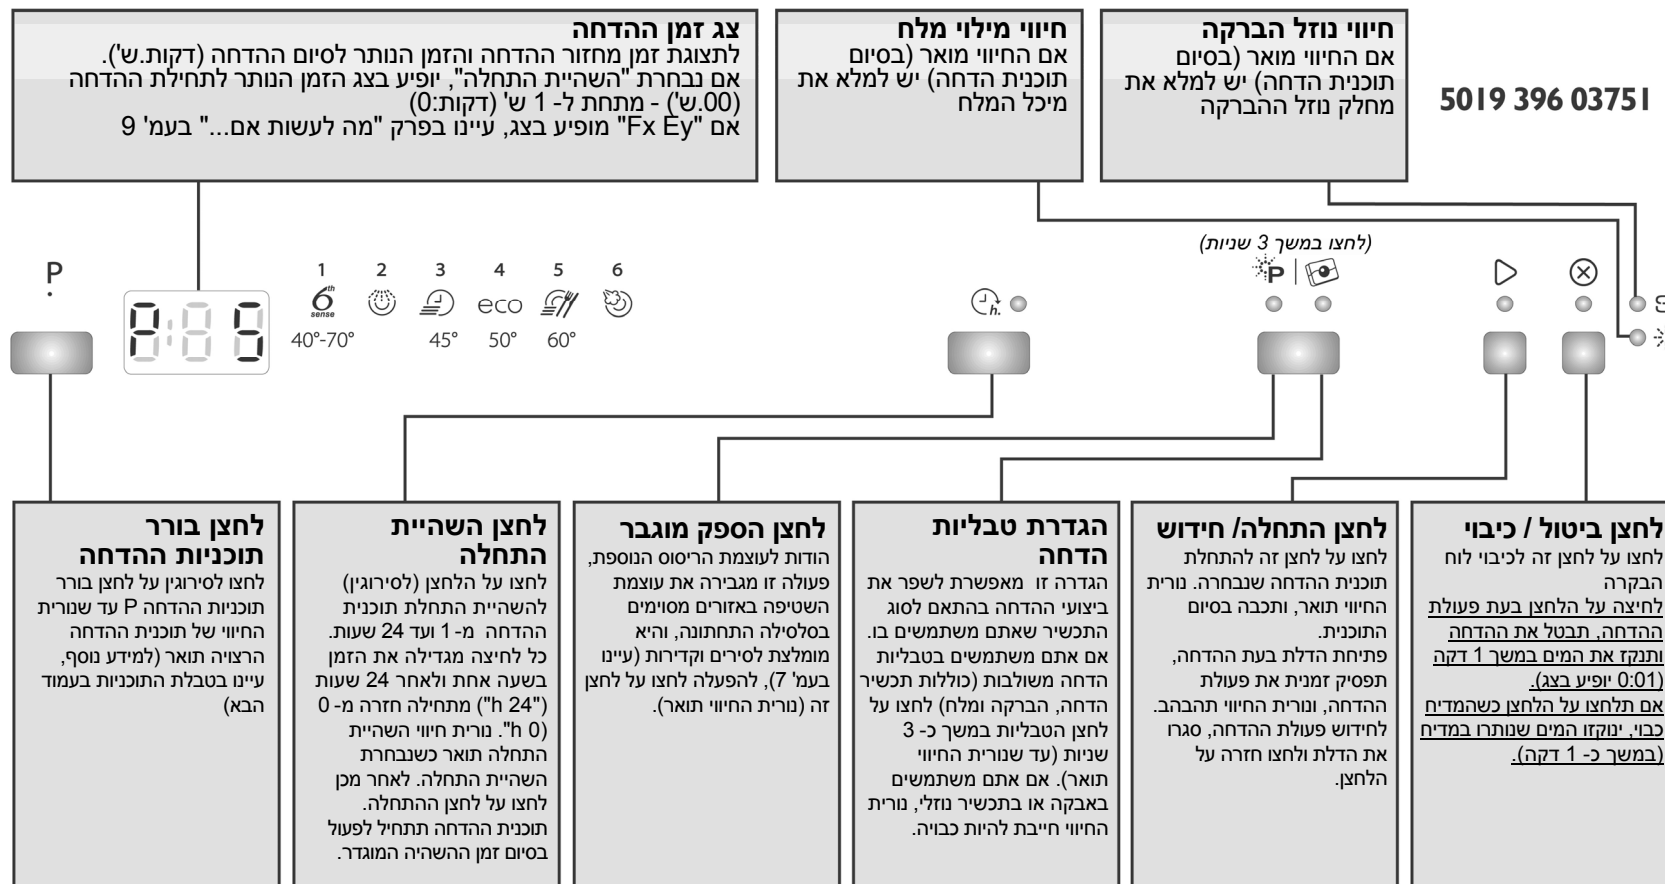 חיווי נוזל הברקה
אם החיווי מואר (בסיום
תוכנית הדחה) יש למלא את
מחלק נוזל ההברקה
חיווי מילוי מלח
אם החיווי מואר (בסיום
תוכנית הדחה) יש למלא את
מיכל המלח
צג זמן ההדחה
לתצוגת זמן מחזור ההדחה והזמן הנותר לסיום ההדחה (דקות.ש').
אם נבחרת "השהיית התחלה", יופיע בצג הזמן הנותר לתחילת ההדחה
(00.ש') - מתחת ל- 1 ש' (דקות:0)
אם "Fx Ey" מופיע בצג, עיינו בפרק "מה לעשות אם..." בעמ' 9
5019 396 03751
(לחצו במשך 3 שניות)
P
P 5
1 2 3 4 5 6
6th sense
eco
40°-70° 45° 50° 60°
h.
P
S
לחצן ביטול / כיבוי
לחצו על לחצן זה לכיבוי לוח
הבקרה
לחיצה על הלחצן בעת פעולת
ההדחה, תבטל את ההדחה
ותנקז את המים במשך 1 דקה
(0:01 יופיע בצג).
אם תלחצו על הלחצן כשהמדיח
כבוי, ינוקזו המים שנותרו במדיח
(במשך כ- 1 דקה).
לחצן התחלה/ חידוש
לחצו על לחצן זה להתחלת
תוכנית ההדחה שנבחרה. נורית
החיווי תואר, ותכבה בסיום
התוכנית.
פתיחת הדלת בעת ההדחה,
תפסיק זמנית את פעולת
ההדחה, ונורית החיווי תהבהב.
לחידוש פעולת ההדחה, סגרו
את הדלת ולחצו חזרה על
הלחצן.
הגדרת טבליות
הדחה
הגדרה זו מאפשרת לשפר את
ביצועי ההדחה בהתאם לסוג
התכשיר שאתם משתמשים בו.
אם אתם משתמשים בטבליות
הדחה משולבות (כוללות תכשיר
הדחה, הברקה ומלח) לחצו על
לחצן הטבליות במשך כ- 3
שניות (עד שנורית החיווי
תואר). אם אתם משתמשים
באבקה או בתכשיר נוזלי, נורית
החיווי חייבת להיות כבויה.
לחצן הספק מוגבר
הודות לעוצמת הריסוס הנוספת,
פעולה זו מגבירה את עוצמת
השטיפה באזורים מסוימים
בסלסילה התחתונה, והיא
מומלצת לסירים וקדירות (עיינו
בעמ' 7), להפעלה לחצו על לחצן
זה (נורית החיווי תואר).
לחצן השהיית
התחלה
לחצו על הלחצן (לסירוגין)
להשהיית התחלת תוכנית
ההדחה מ- 1 ועד 24 שעות.
כל לחיצה מגדילה את הזמן
בשעה אחת ולאחר 24 שעות
("h 24") מתחילה חזרה מ- 0
(h 0". נורית חיווי השהיית
התחלה תואר כשנבחרת
השהיית התחלה. לאחר מכן
לחצו על לחצן ההתחלה.
תוכנית ההדחה תתחיל לפעול
בסיום זמן ההשהיה המוגדר.
לחצן בורר
תוכניות ההדחה
לחצו לסירוגין על לחצן בורר
תוכניות ההדחה P עד שנורית
החיווי של תוכנית ההדחה
הרצויה תואר (למידע נוסף,
עיינו בטבלת התוכניות בעמוד
הבא)